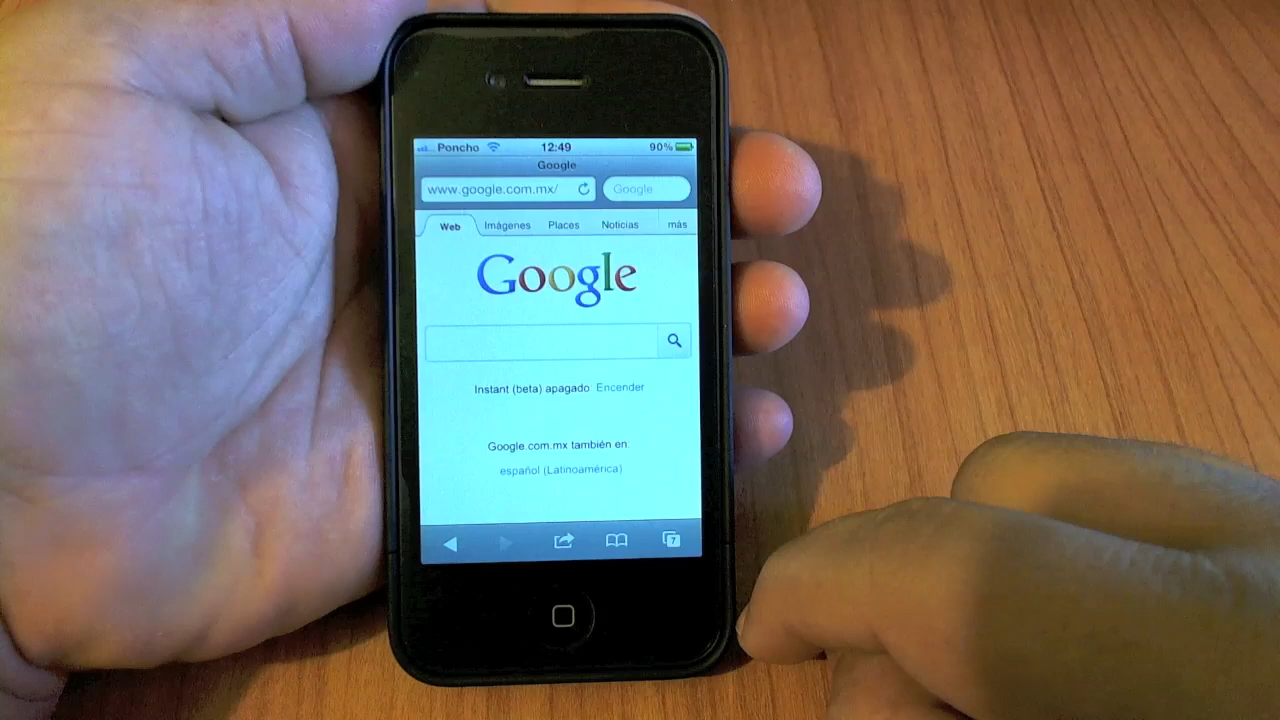 Poncho 12:49 90%
Google
www.google.com.mx/ Google
Web Imágenes Places Noticias más
Google
Instant (beta) apagado Encender
Google.com.mx también en:
español (Latinoamérica)
7